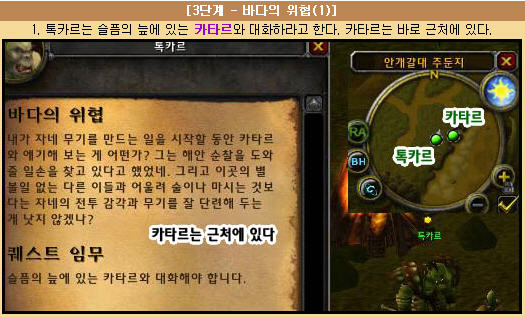 [3단계 - 바다의 위협(1)]
1. 톡카르는 슬픔의 늪에 있는 카타르와 대화하라고 한다. 카타르는 바로 근처에 있다.
톡카르
바다의 위협
내가 자네 무기를 만드는 일을 시작할 동안 카타르
와 얘기해 보는 게 어떤가? 그는 해안 순찰을 도와
줄 일손을 찾고 있다고 했었네. 그리고 이곳의 별
볼일 없는 다른 이들과 어울려 술이나 마시는 것보
다는 자네의 전투 감각과 무기를 잘 단련해 두는
게 낫지 않겠나?
카타르는 근처에 있다
퀘스트 임무
슬픔의 늪에 있는 카타르와 대화해야 합니다.
안개갈대 주둔지
N
카타르
톡카르
RA
BH
C
톡카르